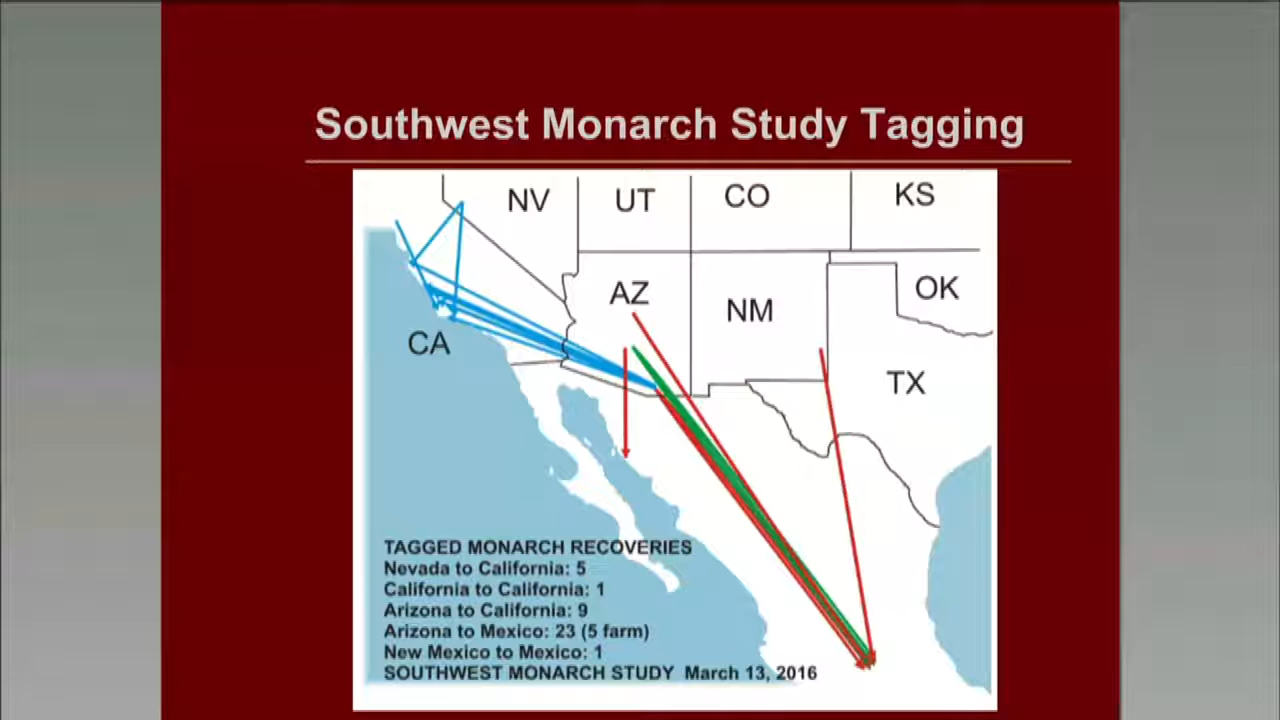 Southwest Monarch Study Tagging
NV
UT
CO
KS
AZ
NM
OK
CA
TX
TAGGED MONARCH RECOVERIES
Nevada to California: 5
California to California: 1
Arizona to California: 9
Arizona to Mexico: 23 (5 farm)
New Mexico to Mexico: 1
SOUTHWEST MONARCH STUDY March 13, 2016